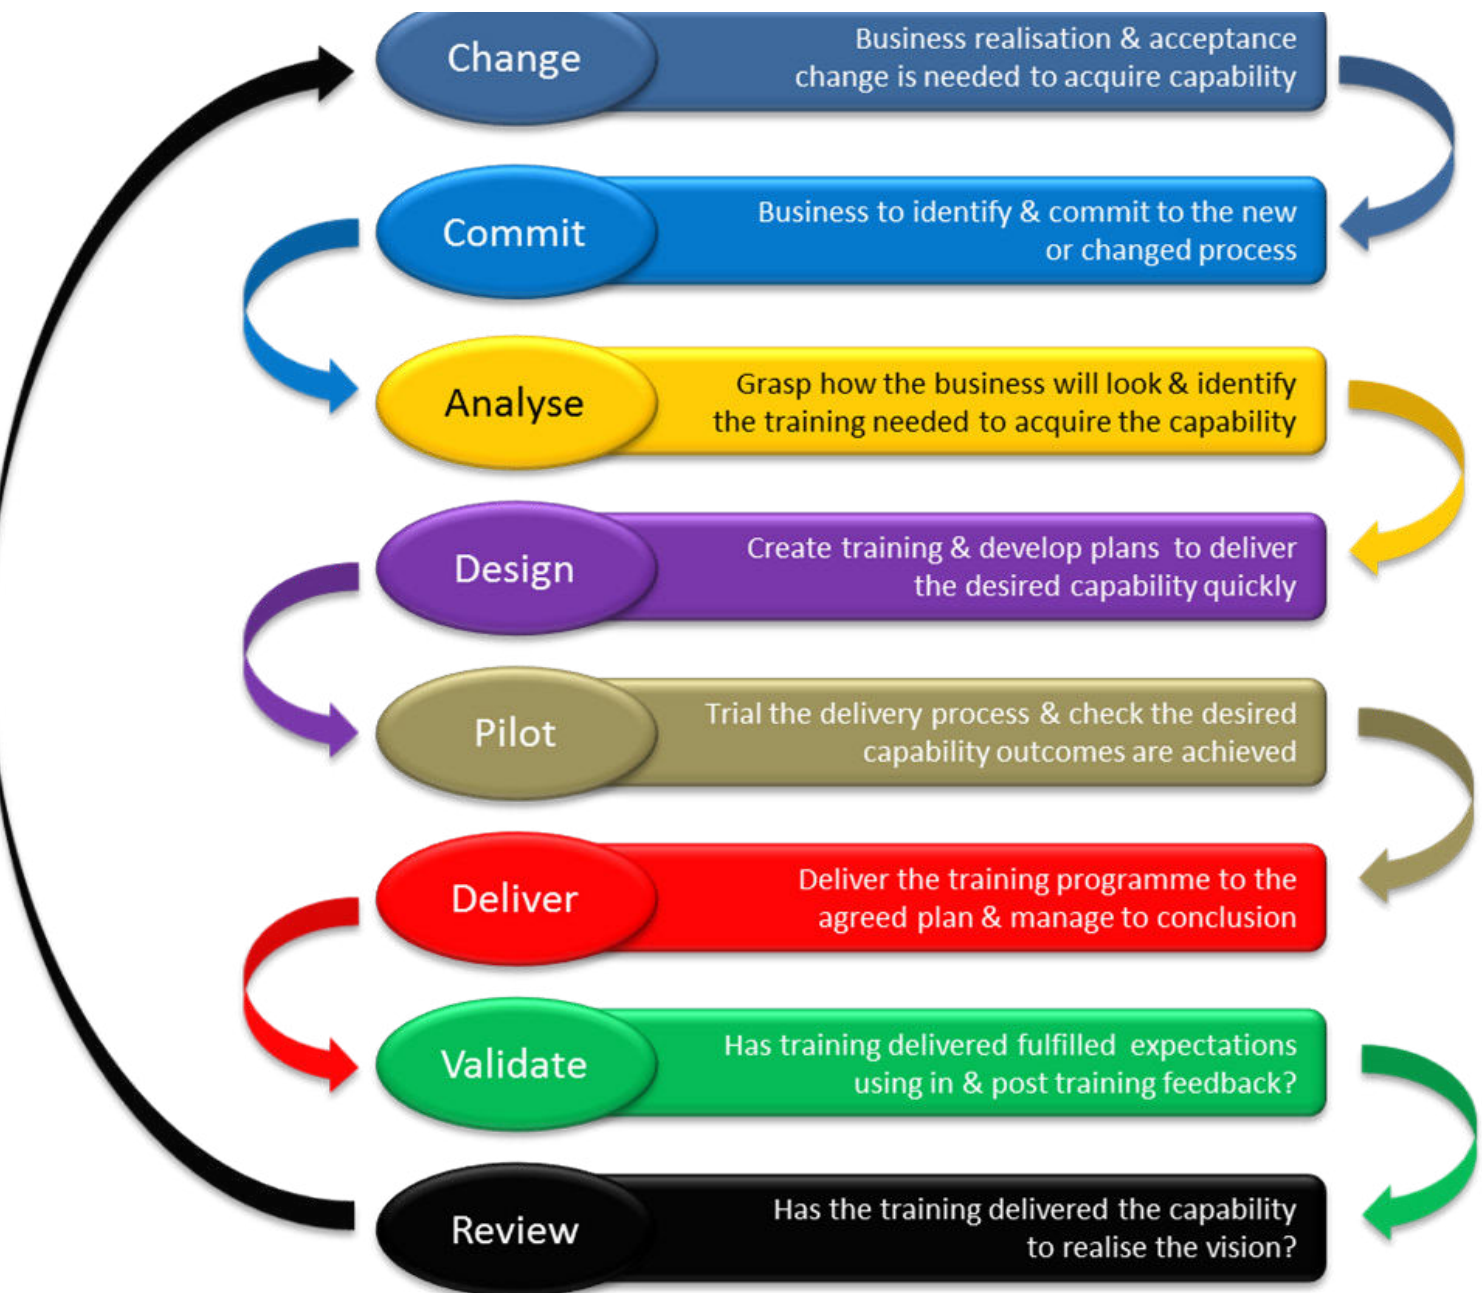 Change
Business realisation & acceptance
change is needed to acquire capability
Commit
Business to identify & commit to the new
or changed process
Analyse
Grasp how the business will look & identify
the training needed to acquire the capability
Design
Create training & develop plans to deliver
the desired capability quickly
Pilot
Trial the delivery process & check the desired
capability outcomes are achieved
Deliver
Deliver the training programme to the
agreed plan & manage to conclusion
Validate
Has training delivered fulfilled expectations
using in & post training feedback?
Review
Has the training delivered the capability
to realise the vision?